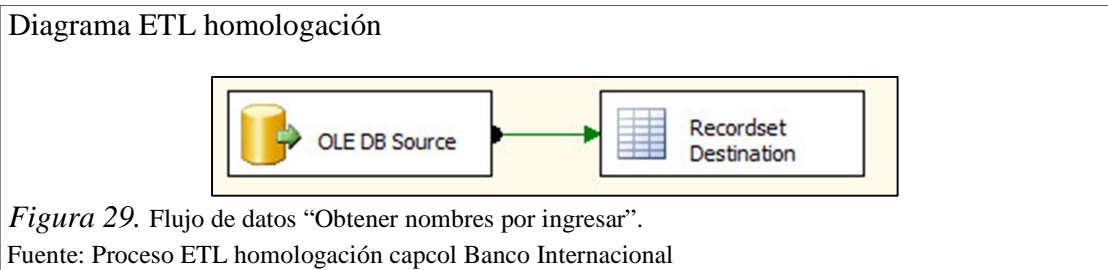 Diagrama ETL homologación
OLE DB Source
Recordset
Destination
Figura 29. Flujo de datos “Obtener nombres por ingresar”.
Fuente: Proceso ETL homologación capcol Banco Internacional